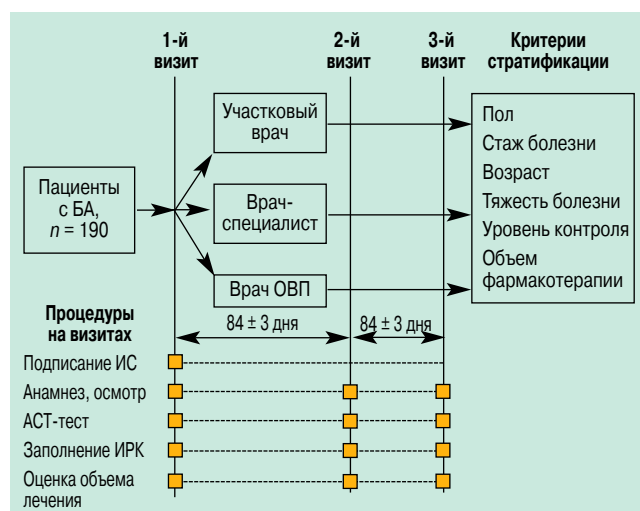 1-й
визит
2-й
визит
3-й
визит
Критерии
стратификации
Пациенты
с БА,
n = 190
Участковый
врач
Врач-
специалист
Врач ОВП
Пол
Стаж болезни
Возраст
Тяжесть болезни
Уровень контроля
Объем
фармакотерапии
Процедуры
на визитах
84 ± 3 дня
84 ± 3 дня
Подписание ИС
Анамнез, осмотр
АСТ-тест
Заполнение ИРК
Оценка объема
лечения